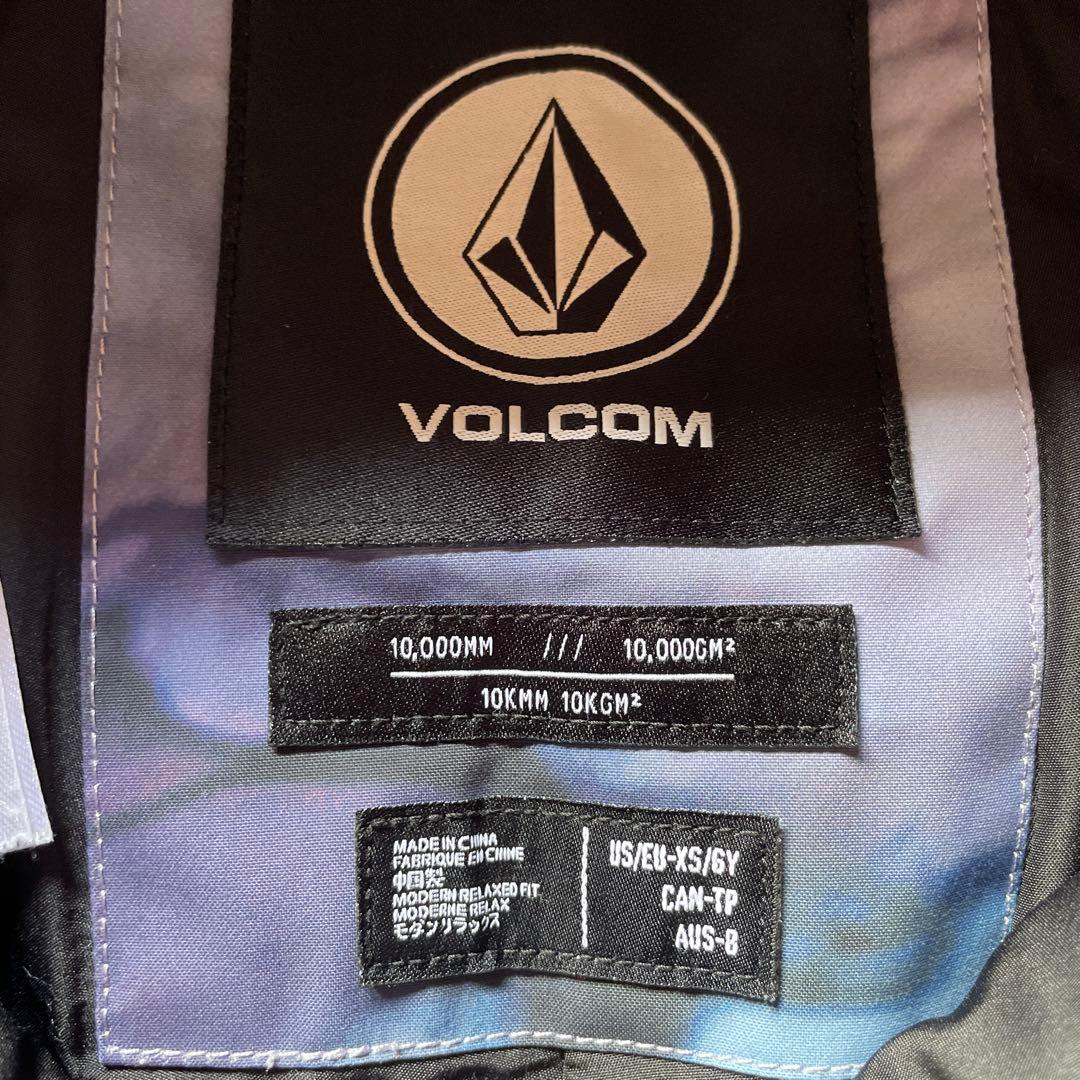 VOLCOM
10,000MM /// 10,000GM²
10KMM 10KGM²
MADE IN CHINA
FABRIQUE EN CHINE
中国製
MODERN RELAXED FIT
MODERNE RELAX
モダンリラックス
US/EU-XS/6Y
CAN-TP
AUS-8